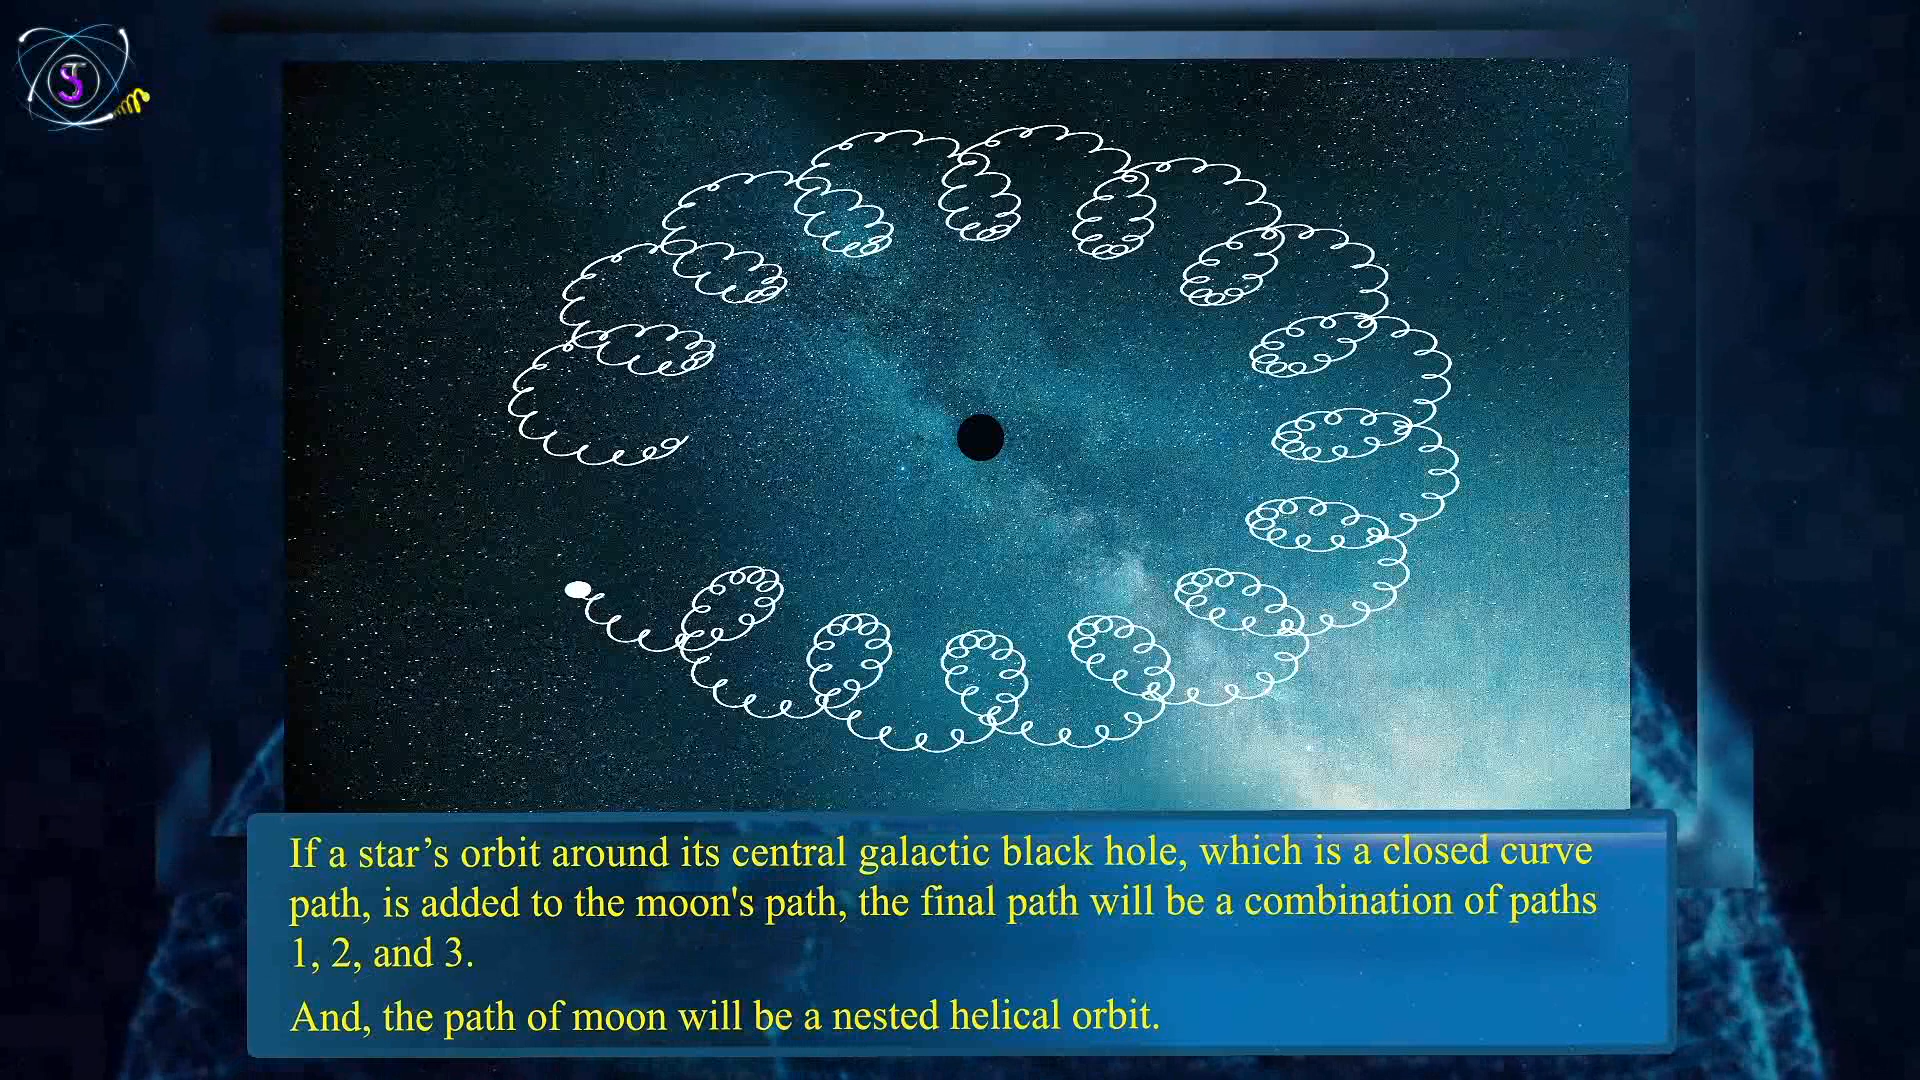 If a star’s orbit around its central galactic black hole, which is a closed curve
path, is added to the moon's path, the final path will be a combination of paths
1, 2, and 3.
And, the path of moon will be a nested helical orbit.